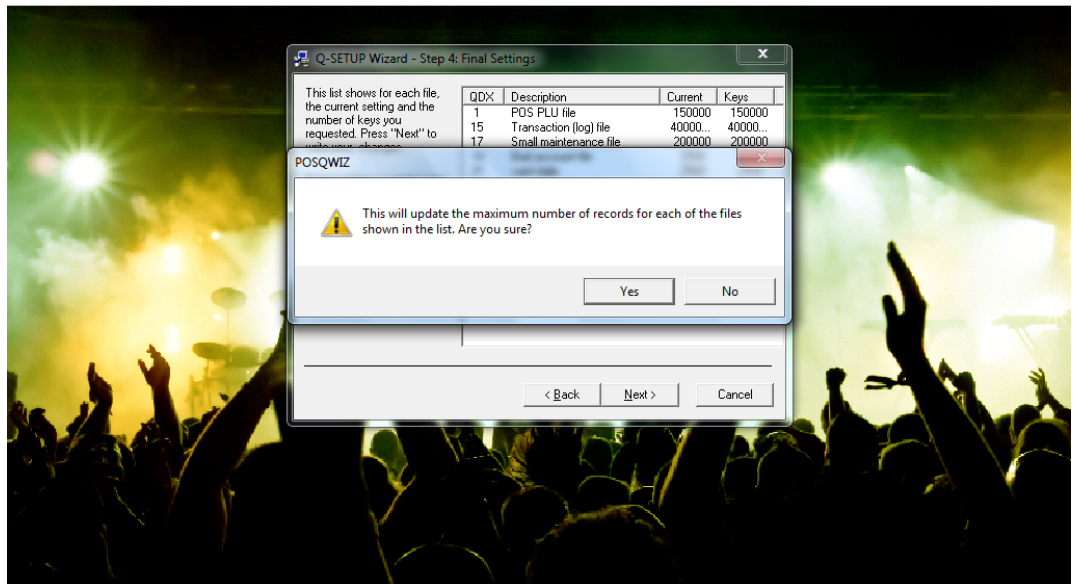 Q-SETUP Wizard - Step 4: Final Settings
X
This list shows for each file,
the current setting and the
number of keys you
requested. Press "Next" to
write your changes
QDX Description Current Keys
1 POS PLU file 150000 150000
15 Transaction (log) file 40000... 40000...
17 Small maintenance file 200000 200000
POSQWIZ
This will update the maximum number of records for each of the files
shown in the list. Are you sure?
Yes No
< Back Next > Cancel